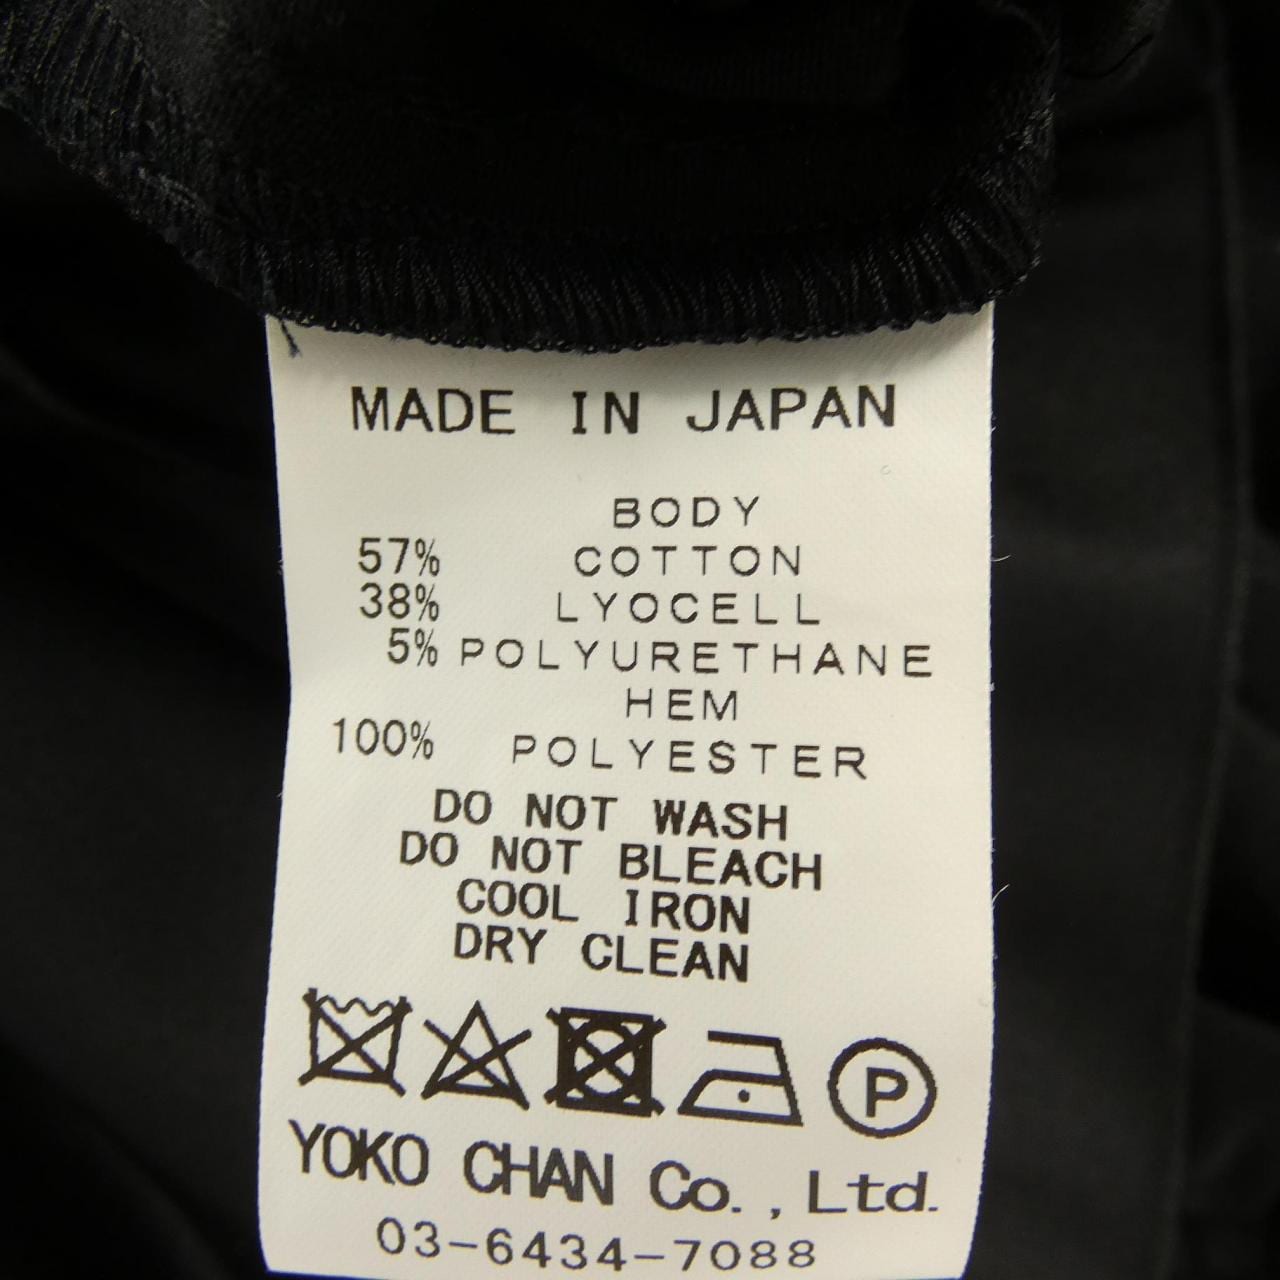 MADE IN JAPAN
BODY
57% COTTON
38% LYOCELL
5% POLYURETHANE
HEM
100% POLYESTER
DO NOT WASH
DO NOT BLEACH
COOL IRON
DRY CLEAN
P
YOKO CHAN Co., Ltd.
03-6434-7088